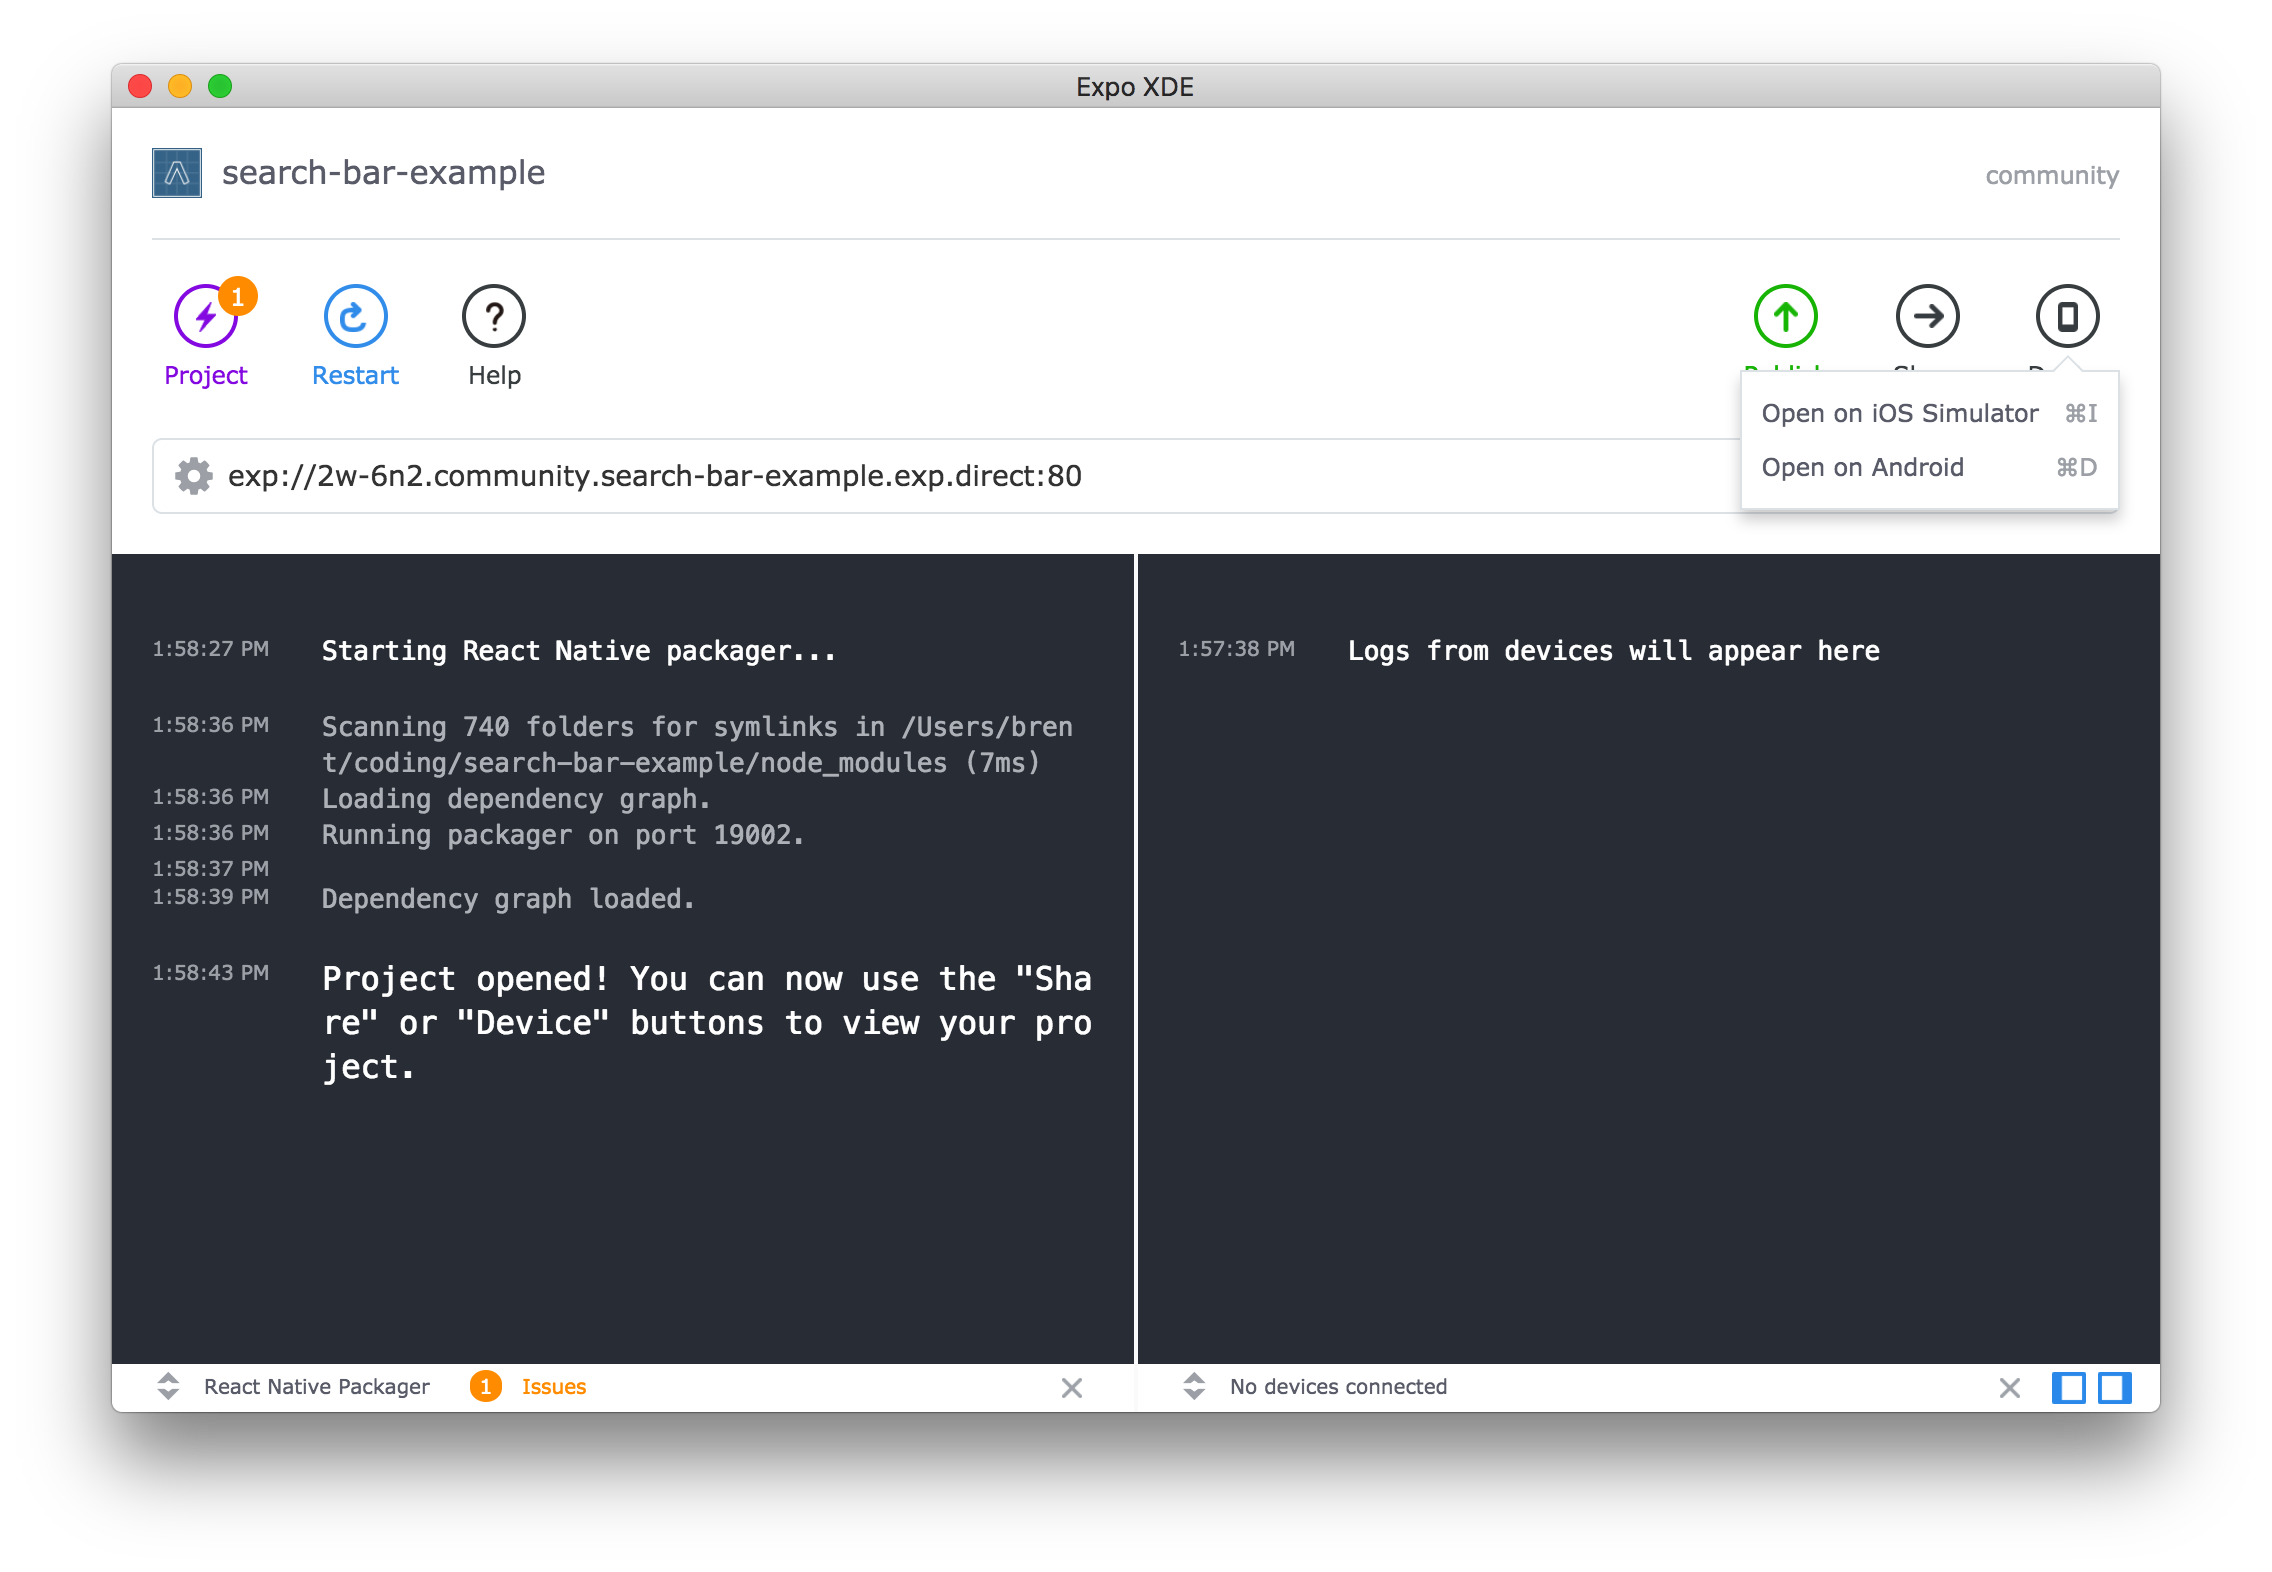 Expo XDE
search-bar-example
community
1
Project
Restart
?
Help
Open on iOS Simulator ⌘I
Open on Android ⌘D
exp://2w-6n2.community.search-bar-example.exp.direct:80
1:58:27 PM Starting React Native packager...
1:58:36 PM Scanning 740 folders for symlinks in /Users/bren
t/coding/search-bar-example/node_modules (7ms)
1:58:36 PM Loading dependency graph.
1:58:36 PM Running packager on port 19002.
1:58:37 PM
1:58:39 PM Dependency graph loaded.
1:58:43 PM Project opened! You can now use the "Sha
re" or "Device" buttons to view your pro
ject.
1:57:38 PM Logs from devices will appear here
React Native Packager 1 Issues
No devices connected